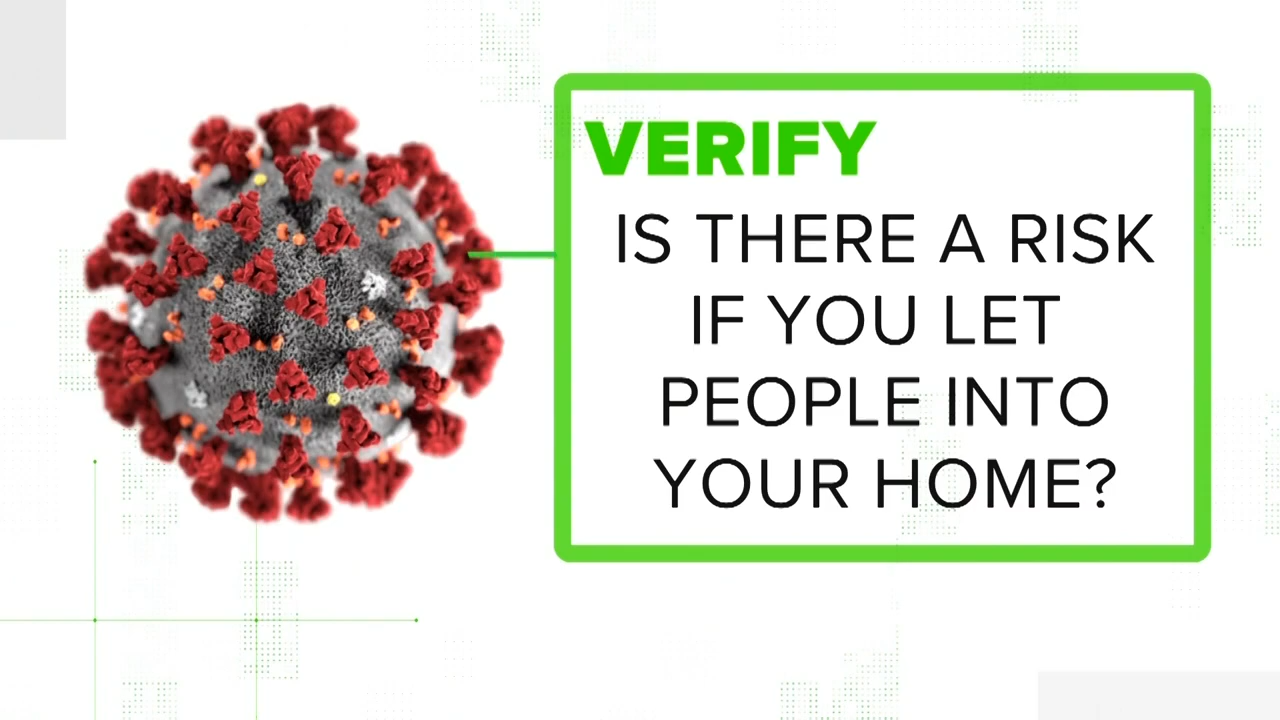 VERIFY
IS THERE A RISK
IF YOU LET
PEOPLE INTO
YOUR HOME?